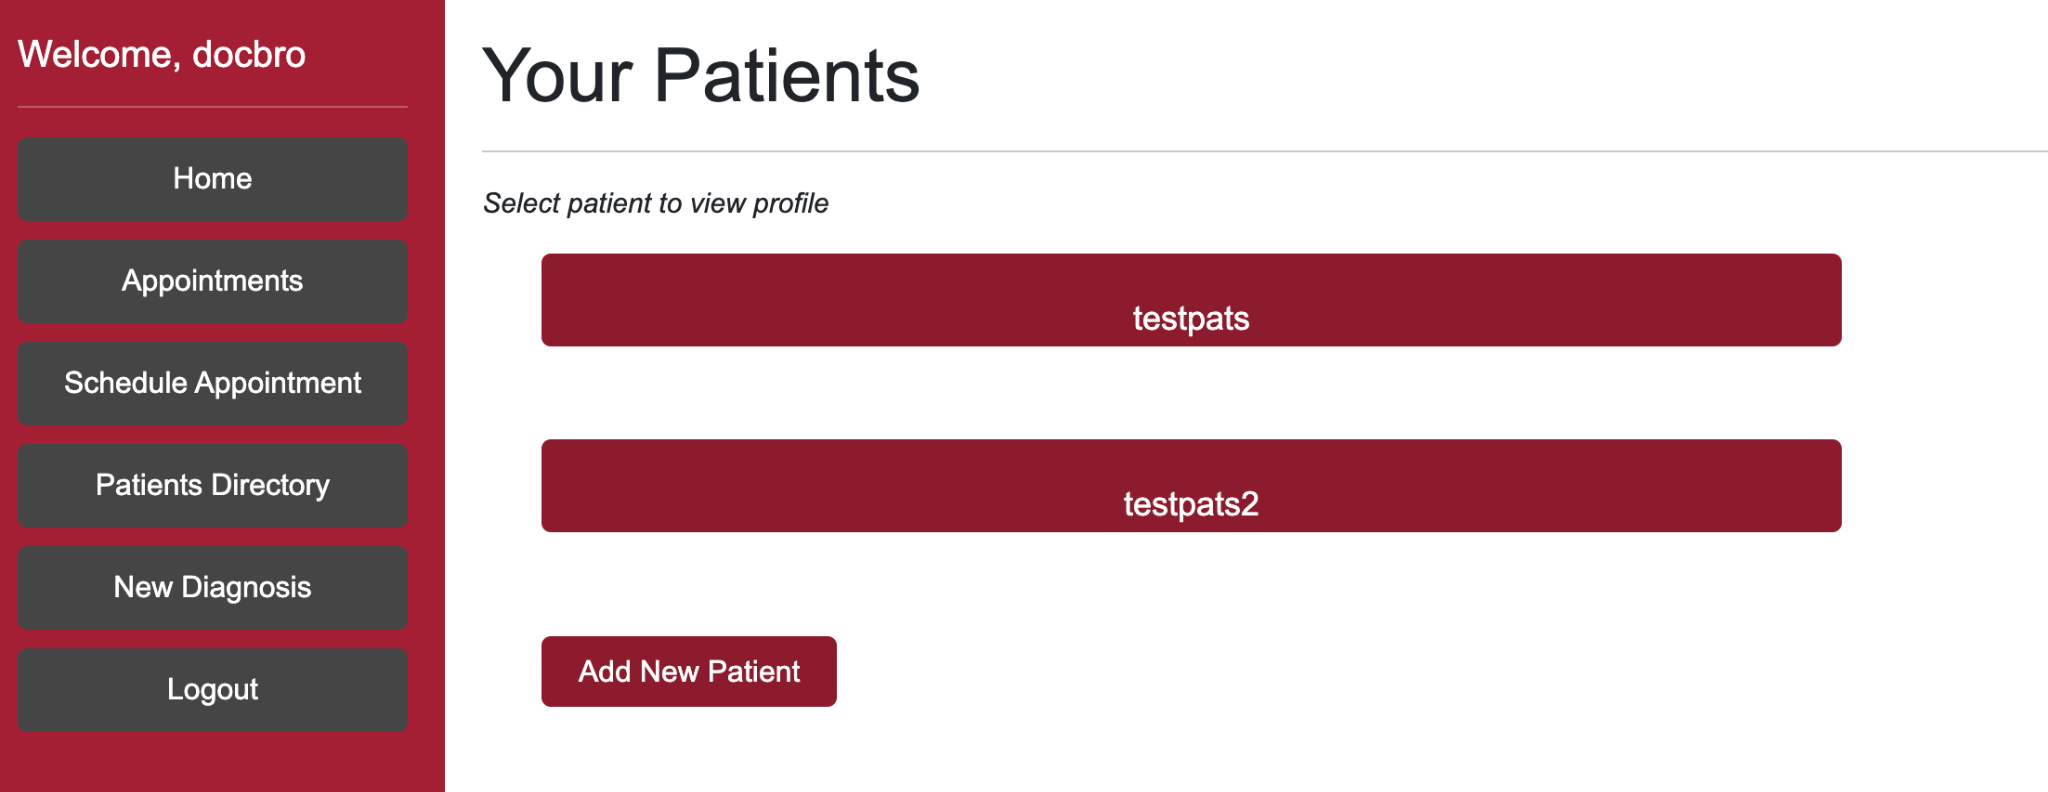 Welcome, docbro
Home
Appointments
Schedule Appointment
Patients Directory
New Diagnosis
Logout
Your Patients
Select patient to view profile
testpats
testpats2
Add New Patient